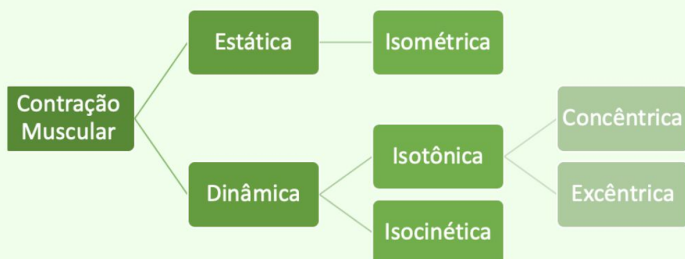 Contração
Muscular
Estática
Isométrica
Dinâmica
Isotônica
Concêntrica
Excêntrica
Isocinética